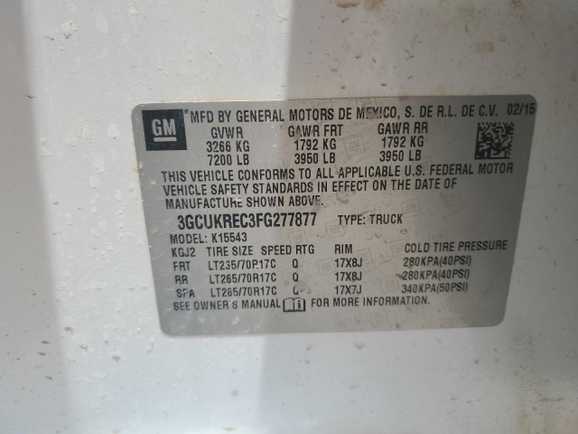 GM
MFD BY GENERAL MOTORS DE MEXICO, S. DE R.L. DE C.V. 02/15
GVWR GAWR FRT GAWR RR
3266 KG 1792 KG 1792 KG
7200 LB 3950 LB 3950 LB
THIS VEHICLE CONFORMS TO ALL APPLICABLE U.S. FEDERAL MOTOR
VEHICLE SAFETY STANDARDS IN EFFECT ON THE DATE OF
MANUFACTURE SHOWN ABOVE.
3GCUKREC3FG277877 TYPE: TRUCK
MODEL: K15543
KGJ2 TIRE SIZE SPEED RTG RIM COLD TIRE PRESSURE
FRT LT235/70R17C Q 17X8J 280KPA(40PSI)
RR LT265/70R17C Q 17X8J 280KPA(40PSI)
SPA LT265/70R17C Q 17X7J 340KPA(50PSI)
SEE OWNER S MANUAL FOR MORE INFORMATION.